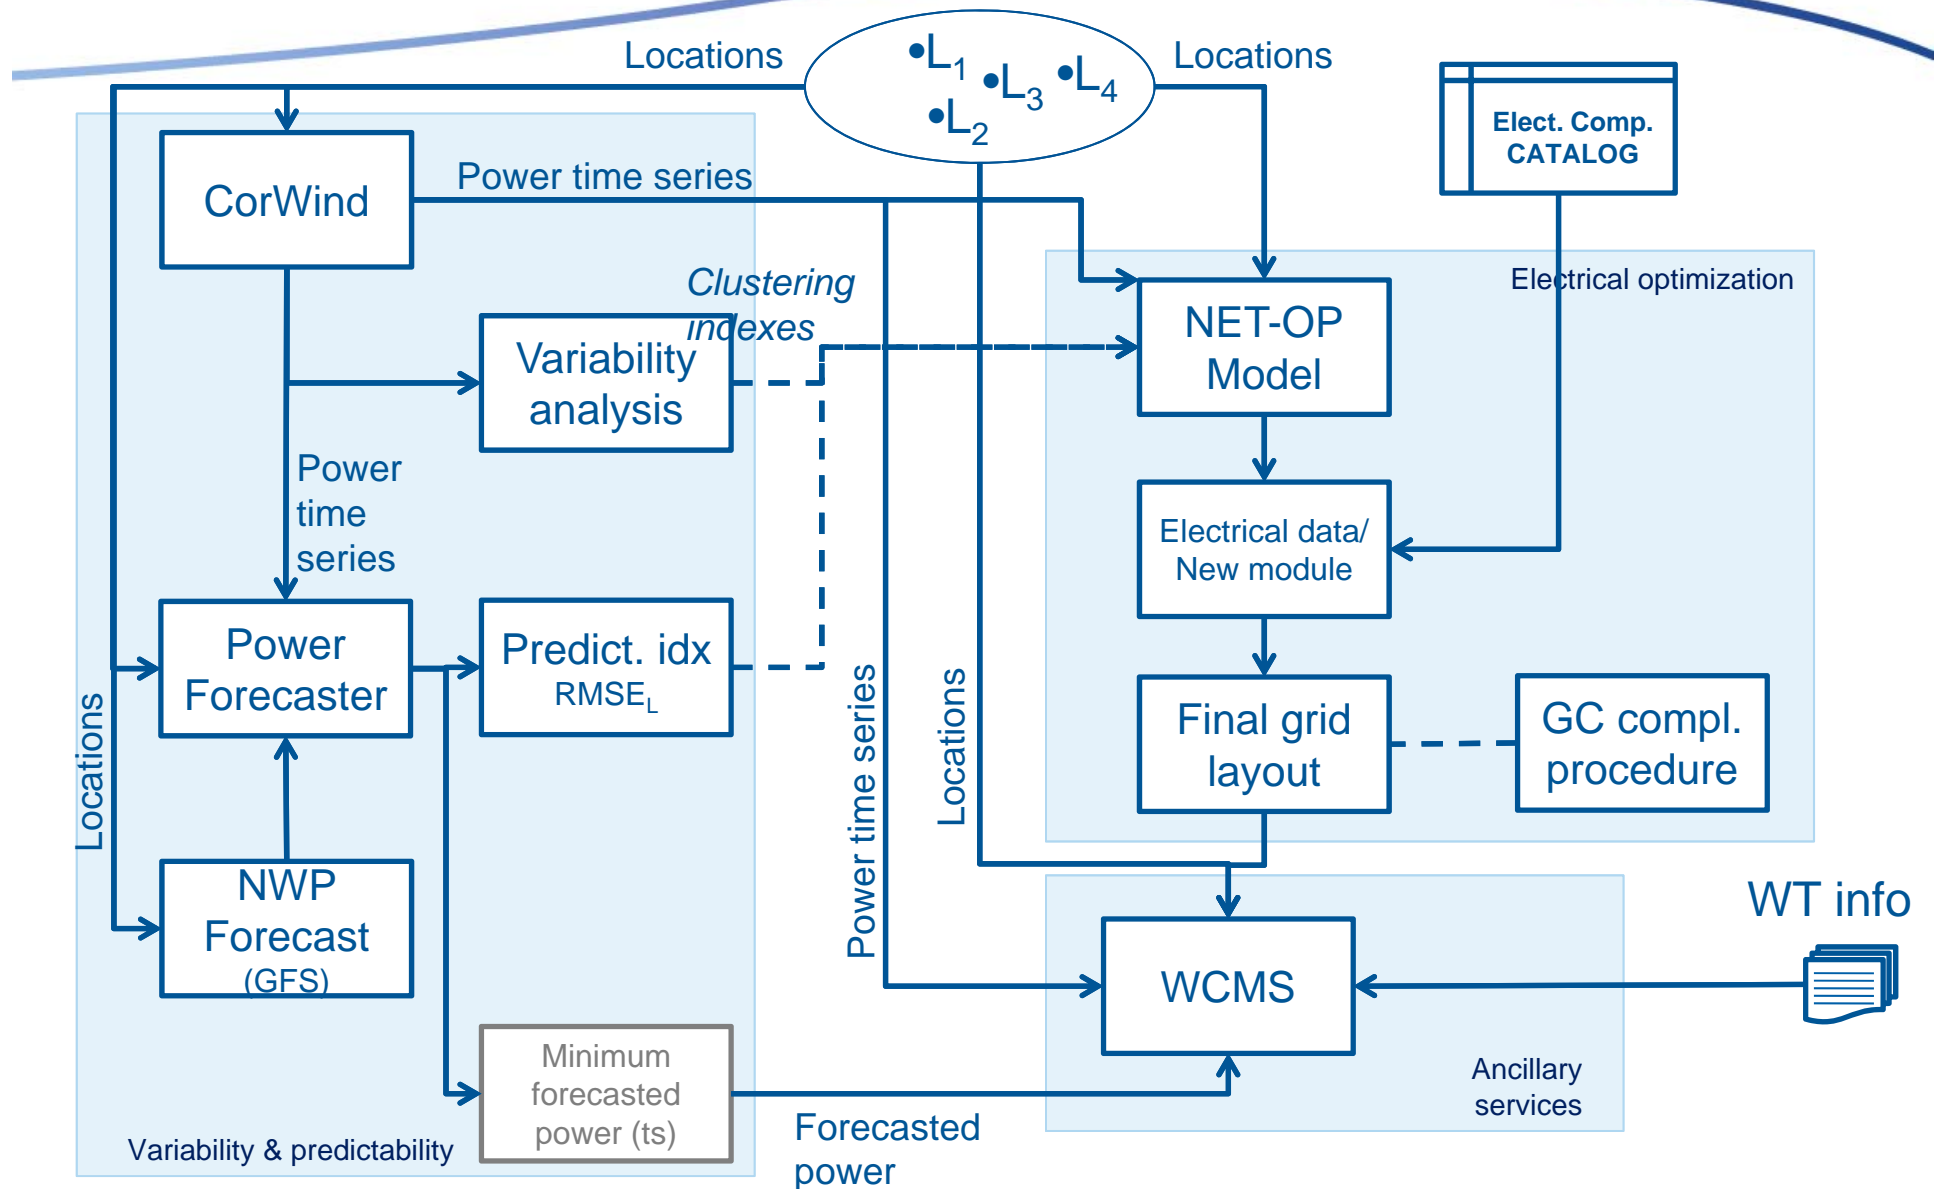 Locations
•L1
•L3
•L4
•L2
Locations
Elect. Comp.
CATALOG
CorWind
Power time series
Clustering
indexes
Electrical optimization
NET-OP
Model
Variability
analysis
Power
time
series
Electrical data/
New module
Power
Forecaster
Predict. idx
RMSEL
Locations
Power time series
Locations
Final grid
layout
GC compl.
procedure
NWP
Forecast
(GFS)
WT info
WCMS
Minimum
forecasted
power (ts)
Ancillary
services
Forecasted
power
Variability & predictability